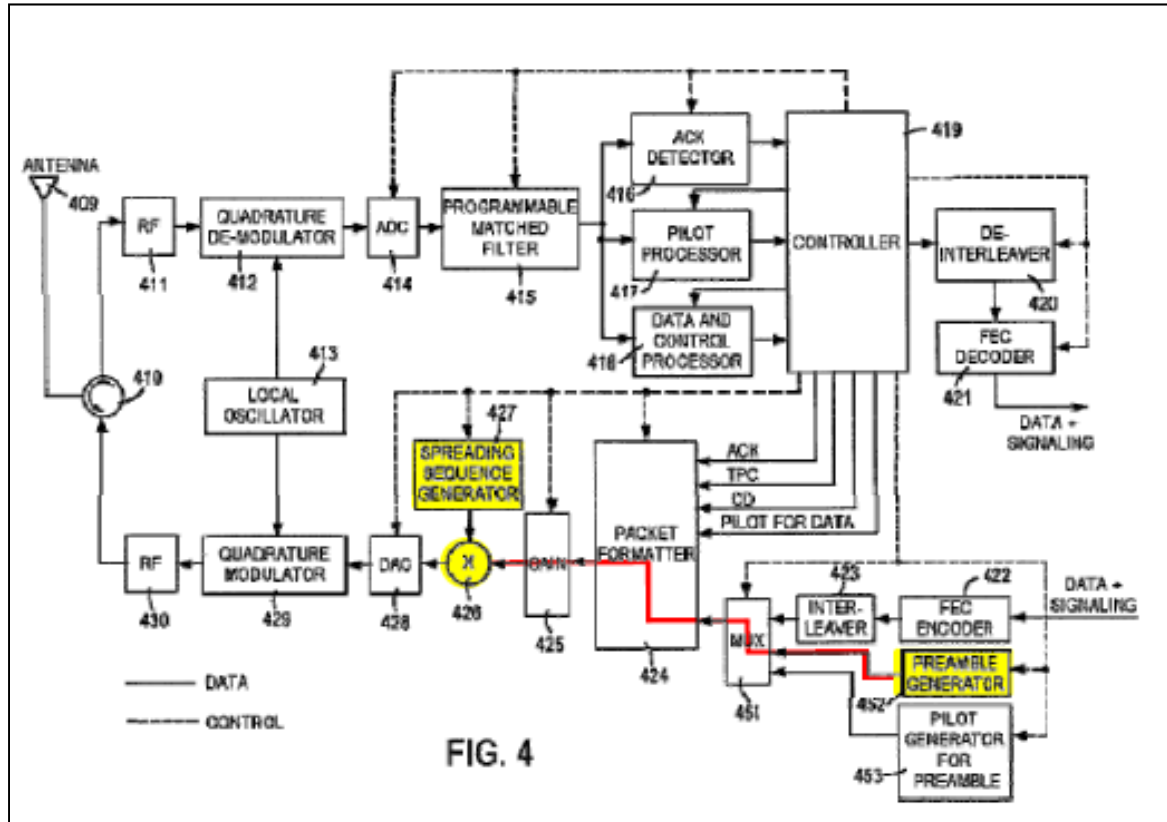 ANTENNA
409
RF
411
QUADRATURE
DE-MODULATOR
412
ADC
414
PROGRAMMABLE
MATCHED
FILTER
415
ACK
DETECTOR
416
PILOT
PROCESSOR
417
DATA AND
CONTROL
PROCESSOR
418
CONTROLLER
419
DE-
INTERLEAVER
420
FEC
DECODER
421
DATA +
SIGNALING
410
413
LOCAL
OSCILLATOR
427
SPREADING
SEQUENCE
GENERATOR
ACK
TPC
CD
PILOT FOR DATA
PACKET
FORMATTER
424
RF
430
QUADRATURE
MODULATOR
429
DAC
428
X
426
GAIN
425
MUX
451
423
INTER-
LEAVER
422
FEC
ENCODER
DATA +
SIGNALING
PREAMBLE
GENERATOR
452
PILOT
GENERATOR
FOR
PREAMBLE
453
DATA
CONTROL
FIG. 4